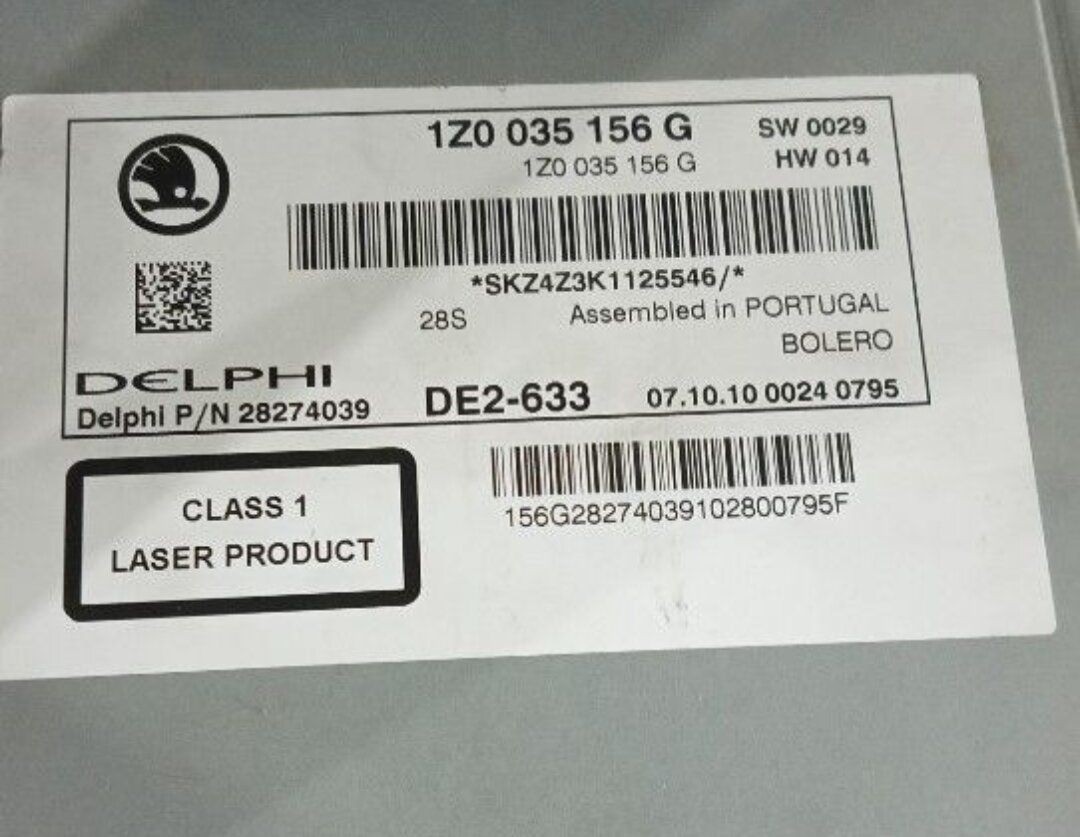 1Z0 035 156 G
SW 0029
1Z0 035 156 G
HW 014
*SKZ4Z3K1125546/*
28S
Assembled in PORTUGAL
BOLERO
DELPHI
Delphi P/N 28274039
DE2-633
07.10.10 0024 0795
CLASS 1
LASER PRODUCT
156G28274039102800795F